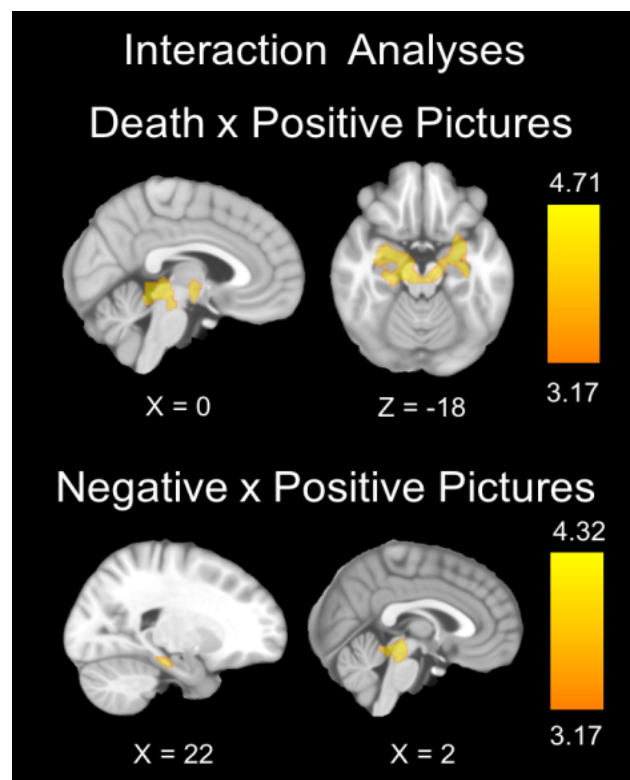 Interaction Analyses
Death x Positive Pictures
4.71
3.17
X = 0
Z = -18
Negative x Positive Pictures
4.32
3.17
X = 22
X = 2